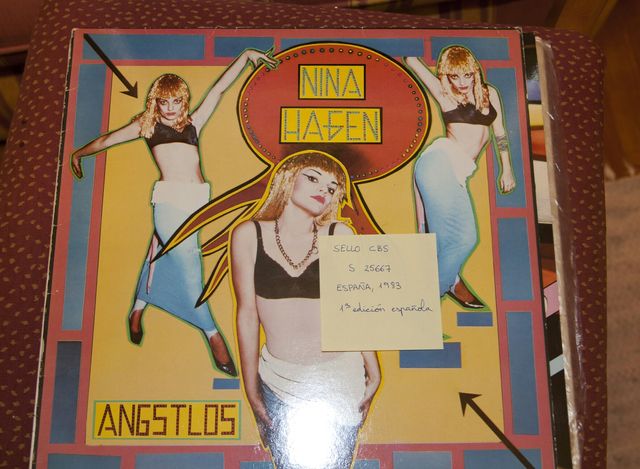 NINA
HAGEN
SELLO CBS
S 25667
ESPAÑA, 1983
1ª edición española
ANGSTLOS